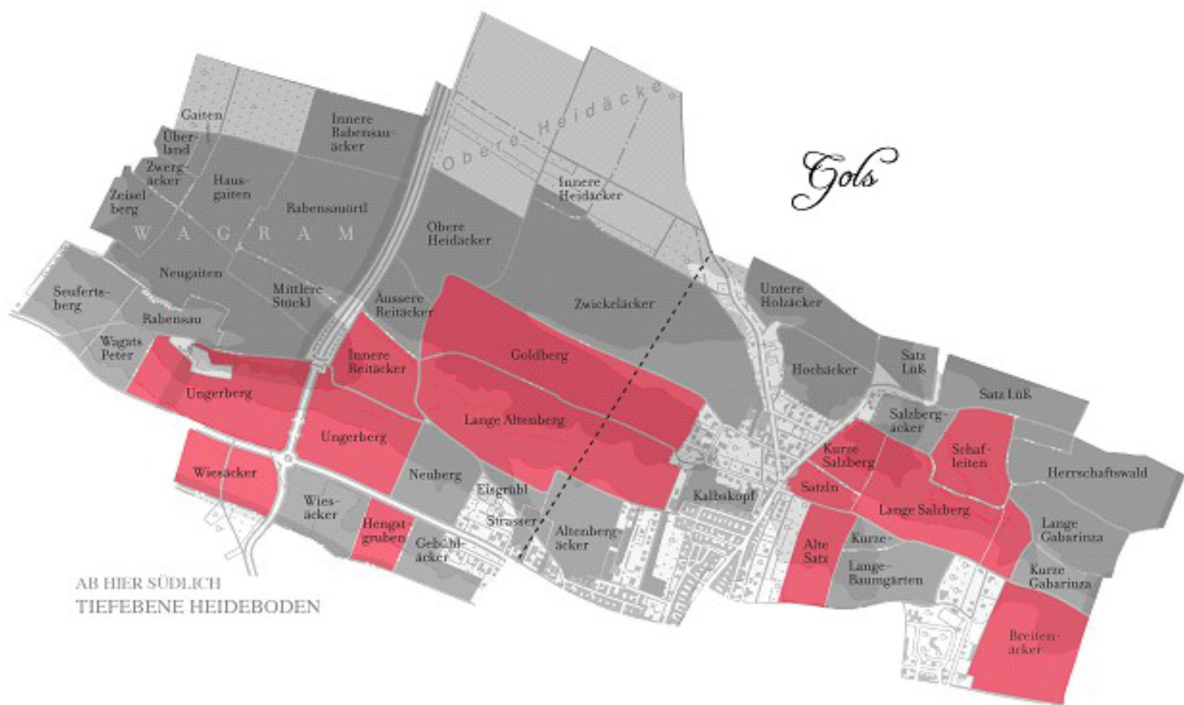 Gols
Obere Heidäcke
Gaiten
Über-
land
Zwerg-
äcker
Zeisel-
berg
Haus-
gaiten
Innere
Rabensau-
äcker
Rabensauörtl
WAGRAM
Neugaiten
Mittlere
Stückl
Seuferts-
berg
Rabensau
Wagats
Peter
Obere
Heidäcker
Innere
Heidäcker
Äussere
Reitäcker
Zwickeläcker
Untere
Holzäcker
Innere
Reitäcker
Goldberg
Hochäcker
Satz
Lüß
Satz Lüß
Ungerberg
Ungerberg
Lange Altenberg
Salzberg-
äcker
Kurze
Salzberg
Schaf-
leiten
Herrschaftswald
Wiesäcker
Neuberg
Eisgrübl
Kalbskopf
Satzln
Lange Salzberg
Wies-
äcker
Hengst-
gruben
Gebühl-
äcker
Strasser
Altenberg-
äcker
Alte
Satz
Kurze-
Lange-
Baumgärten
Lange
Gabarinza
Kurze
Gabarinza
Breiten-
äcker
AB HIER SÜDLICH
TIEFEBENE HEIDEBODEN